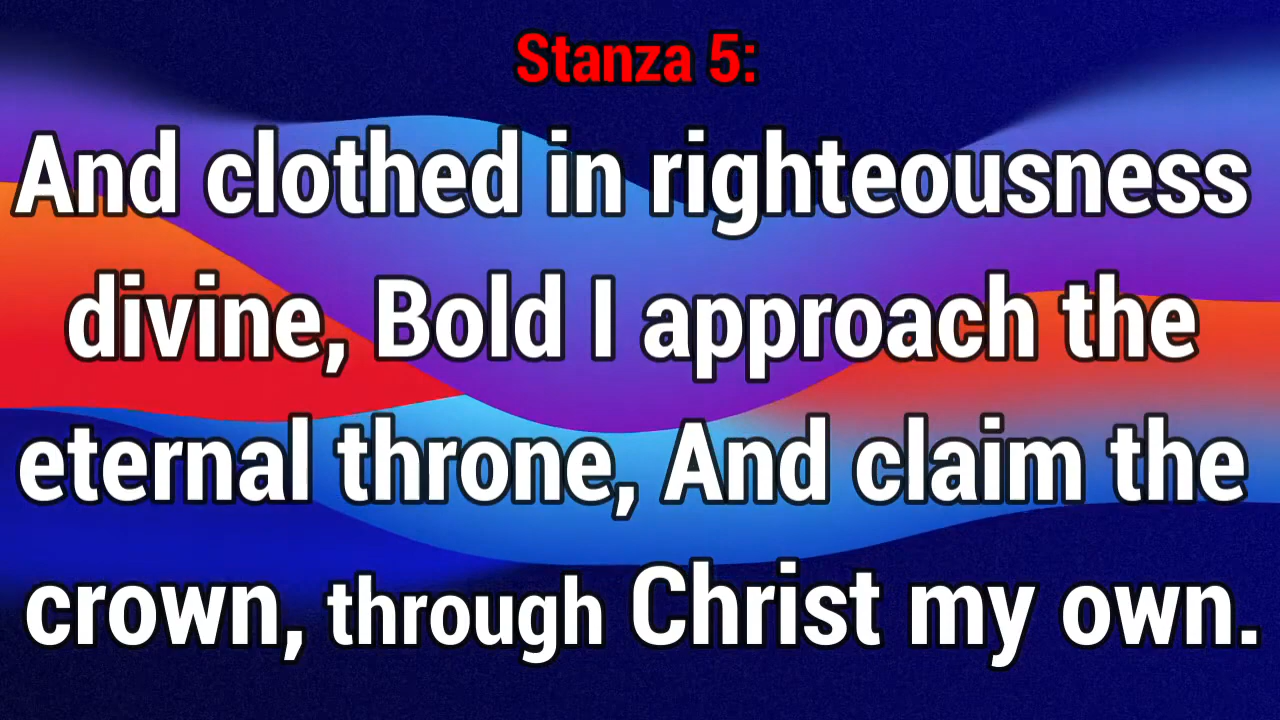 Stanza 5:
And clothed in righteousness
divine, Bold I approach the
eternal throne, And claim the
crown, through Christ my own.